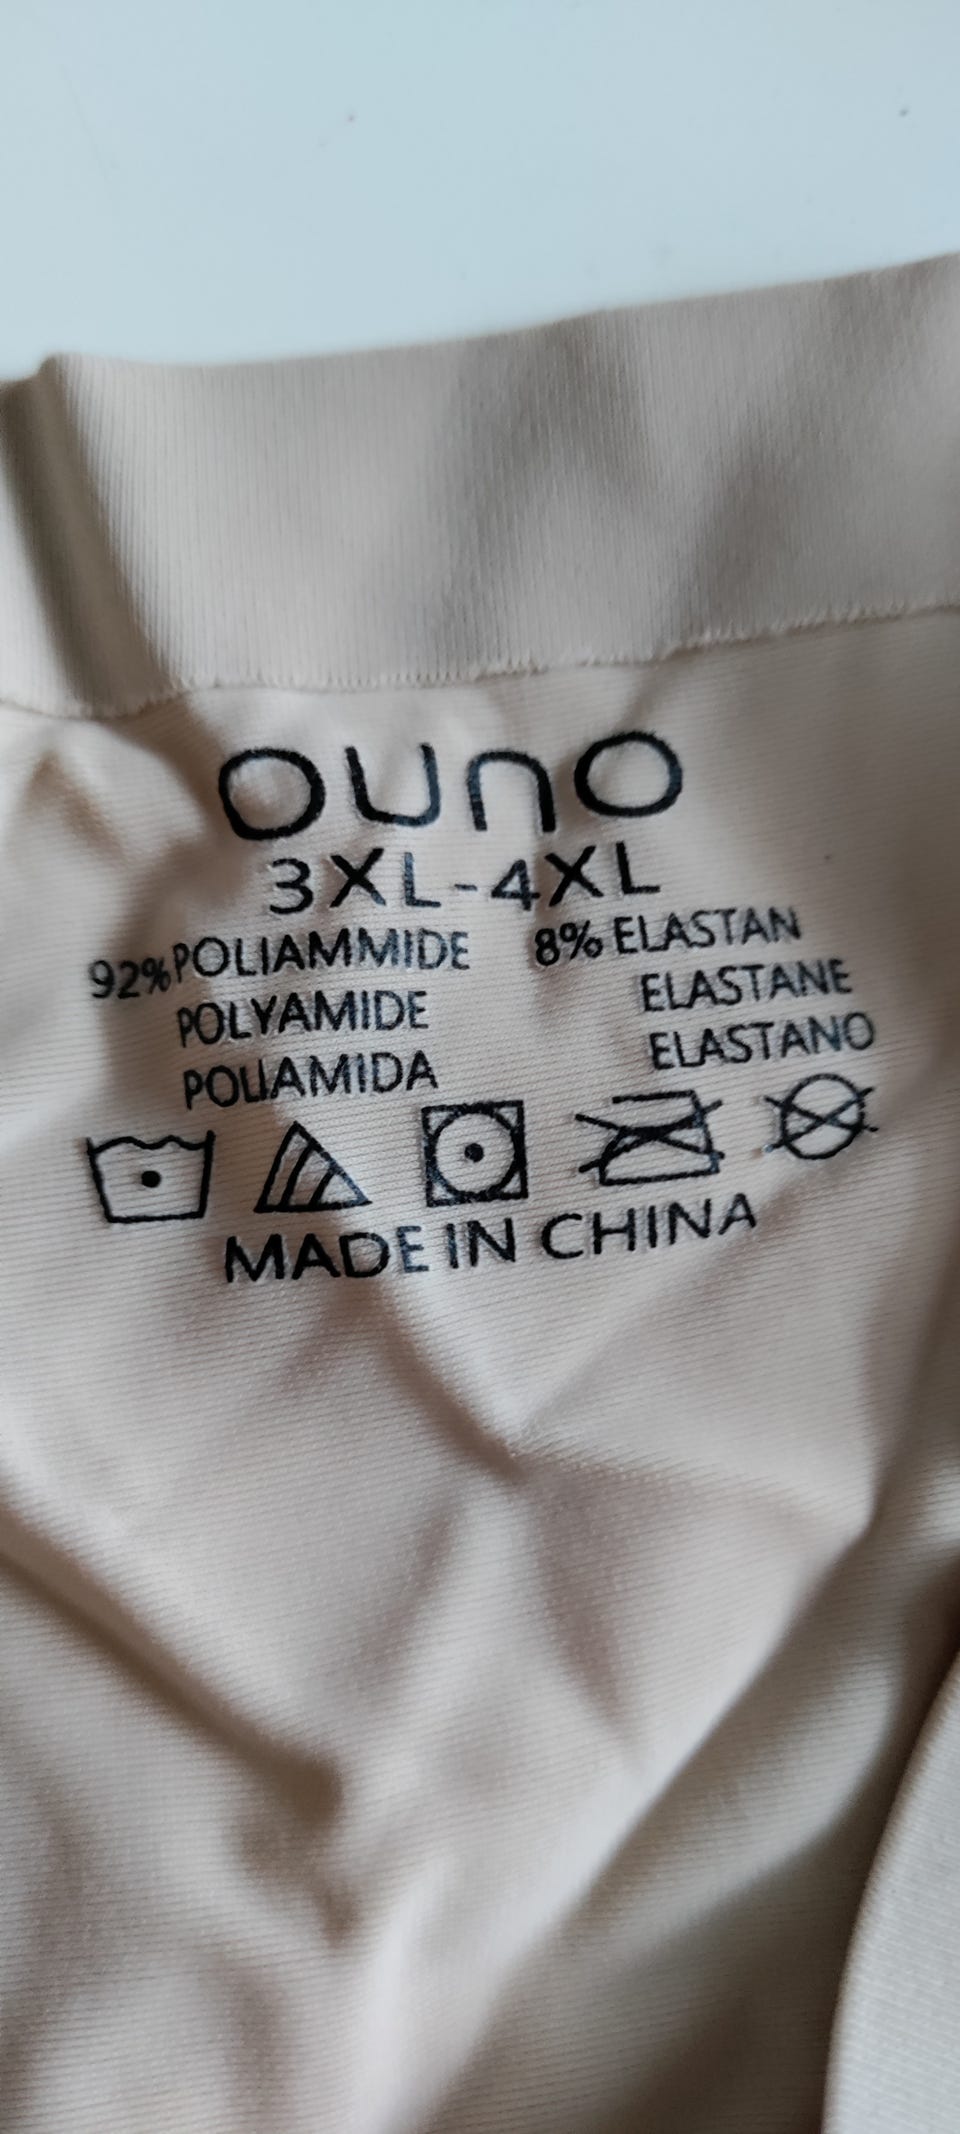 OUNO
3XL-4XL
92% POLIAMMIDE 8% ELASTAN
POLYAMIDE ELASTANE
POLIAMIDA ELASTANO
MADE IN CHINA